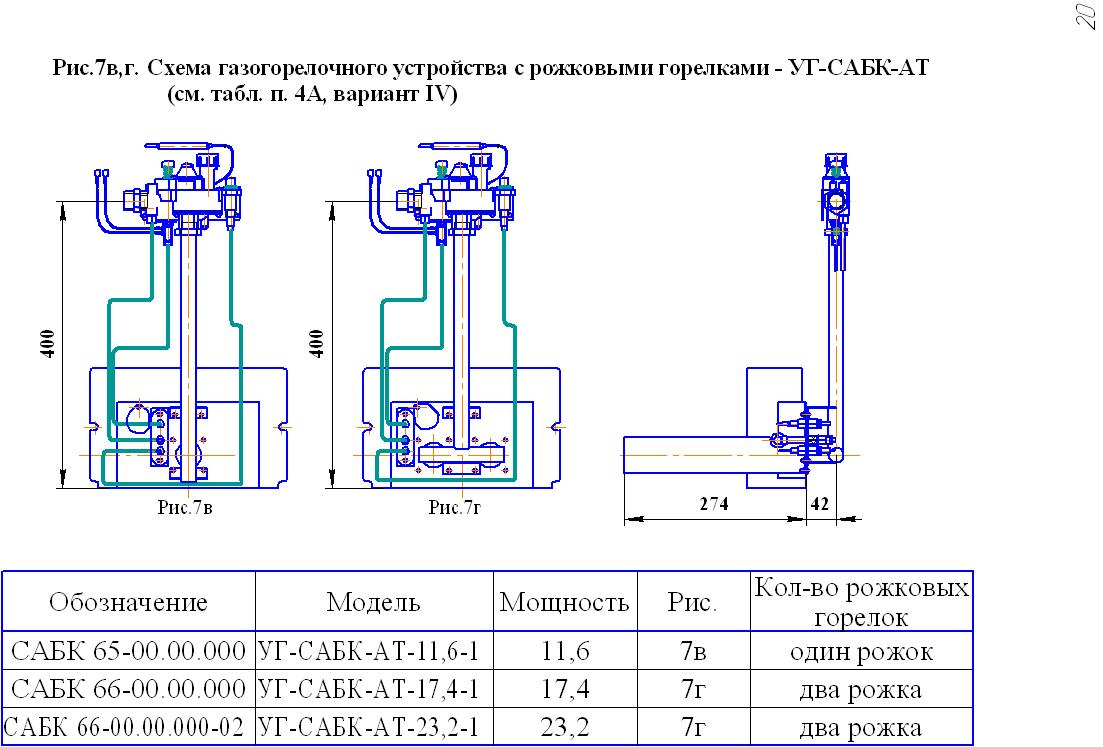 20
Рис.7в,г. Схема газогорелочного устройства с рожковыми горелками - УГ-САБК-АТ
(см. табл. п. 4А, вариант IV)
400
400
Рис.7в
Рис.7г
274
42
Обозначение Модель Мощность Рис. Кол-во рожковых горелок
САБК 65-00.00.000 УГ-САБК-АТ-11,6-1 11,6 7в один рожок
САБК 66-00.00.000 УГ-САБК-АТ-17,4-1 17,4 7г два рожка
САБК 66-00.00.000-02 УГ-САБК-АТ-23,2-1 23,2 7г два рожка